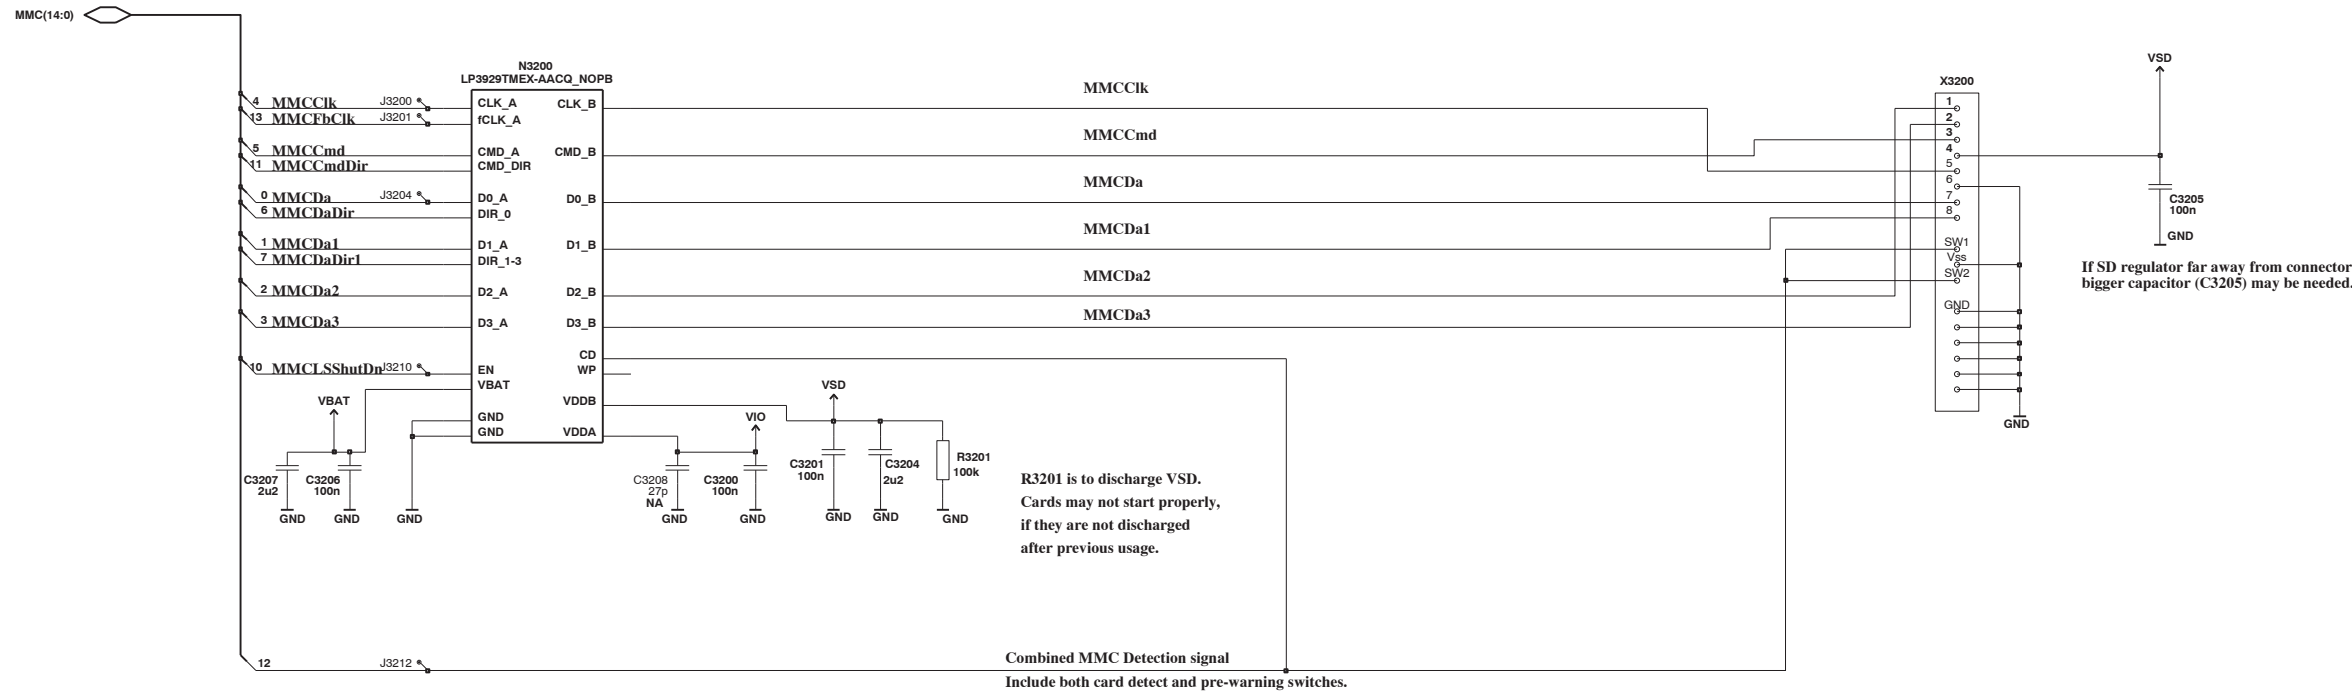 MMC(14:0)
N3200
LP3929TMEX-AACQ_NOPB
4 MMCClk J3200
13 MMCFbClk J3201
5 MMCCmd
11 MMCCmdDir
0 MMCDa J3204
6 MMCDaDir
1 MMCDa1
7 MMCDaDir1
2 MMCDa2
3 MMCDa3
10 MMCLSShutDn J3210
CLK_A CLK_B
fCLK_A
CMD_A CMD_B
CMD_DIR
D0_A D0_B
DIR_0
D1_A D1_B
DIR_1-3
D2_A D2_B
D3_A D3_B
CD
EN WP
VBAT
VDDB
GND
GND VDDA
MMCClk
MMCCmd
MMCDa
MMCDa1
MMCDa2
MMCDa3
X3200
1
2
3
4
5
6
7
8
SW1
Vss
SW2
GND
GND
VSD
C3205
100n
GND
If SD regulator far away from connector
bigger capacitor (C3205) may be needed.
VBAT
C3207
2u2
GND
C3206
100n
GND
GND
C3208
27p
NA
GND
VIO
C3200
100n
GND
VSD
C3201
100n
GND
C3204
2u2
GND
R3201
100k
GND
R3201 is to discharge VSD.
Cards may not start properly,
if they are not discharged
after previous usage.
12 J3212
Combined MMC Detection signal
Include both card detect and pre-warning switches.